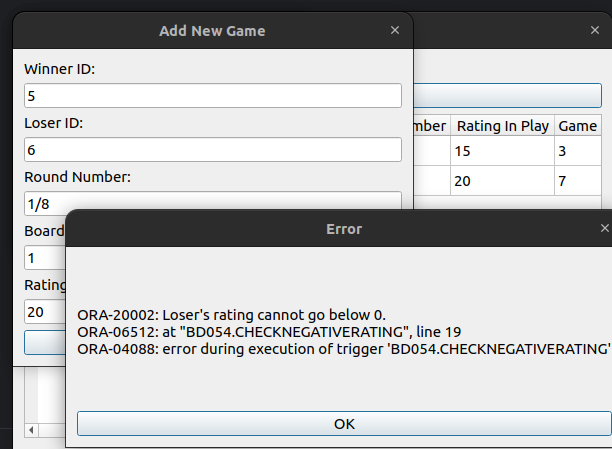 Add New Game
Winner ID:
5
Loser ID:
6
Round Number:
1/8
Board
1
Rating
20
mber Rating In Play Game
15 3
20 7
Error
ORA-20002: Loser's rating cannot go below 0.
ORA-06512: at "BD054.CHECKNEGATIVERATING", line 19
ORA-04088: error during execution of trigger 'BD054.CHECKNEGATIVERATING'
OK